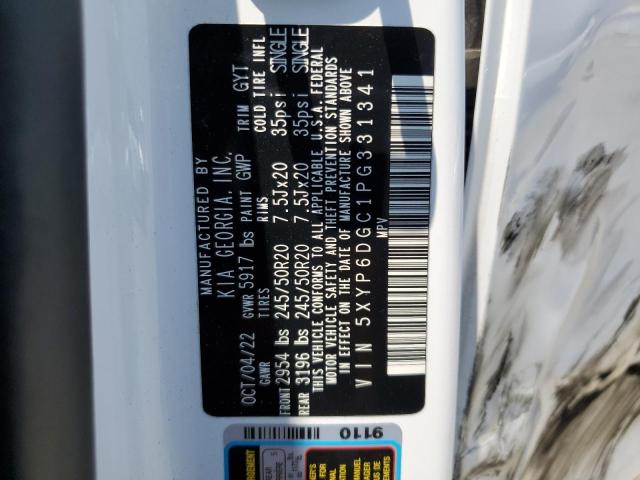 MANUFACTURED BY
KIA GEORGIA, INC.
OCT/04/22 GVWR 5917 lbs PAINT GWP TRIM GYT
GAWR TIRES RIMS COLD TIRE INFL
FRONT 2954 lbs 245/50R20 7.5Jx20 35psi SINGLE
REAR 3196 lbs 245/50R20 7.5Jx20 35psi SINGLE
THIS VEHICLE CONFORMS TO ALL APPLICABLE U.S.A. FEDERAL
MOTOR VEHICLE SAFETY AND THEFT PREVENTION STANDARDS
IN EFFECT ON THE DATE OF MANUFACTURE SHOWN ABOVE
VIN 5XYP6DGC1PG331341
MPV
9110